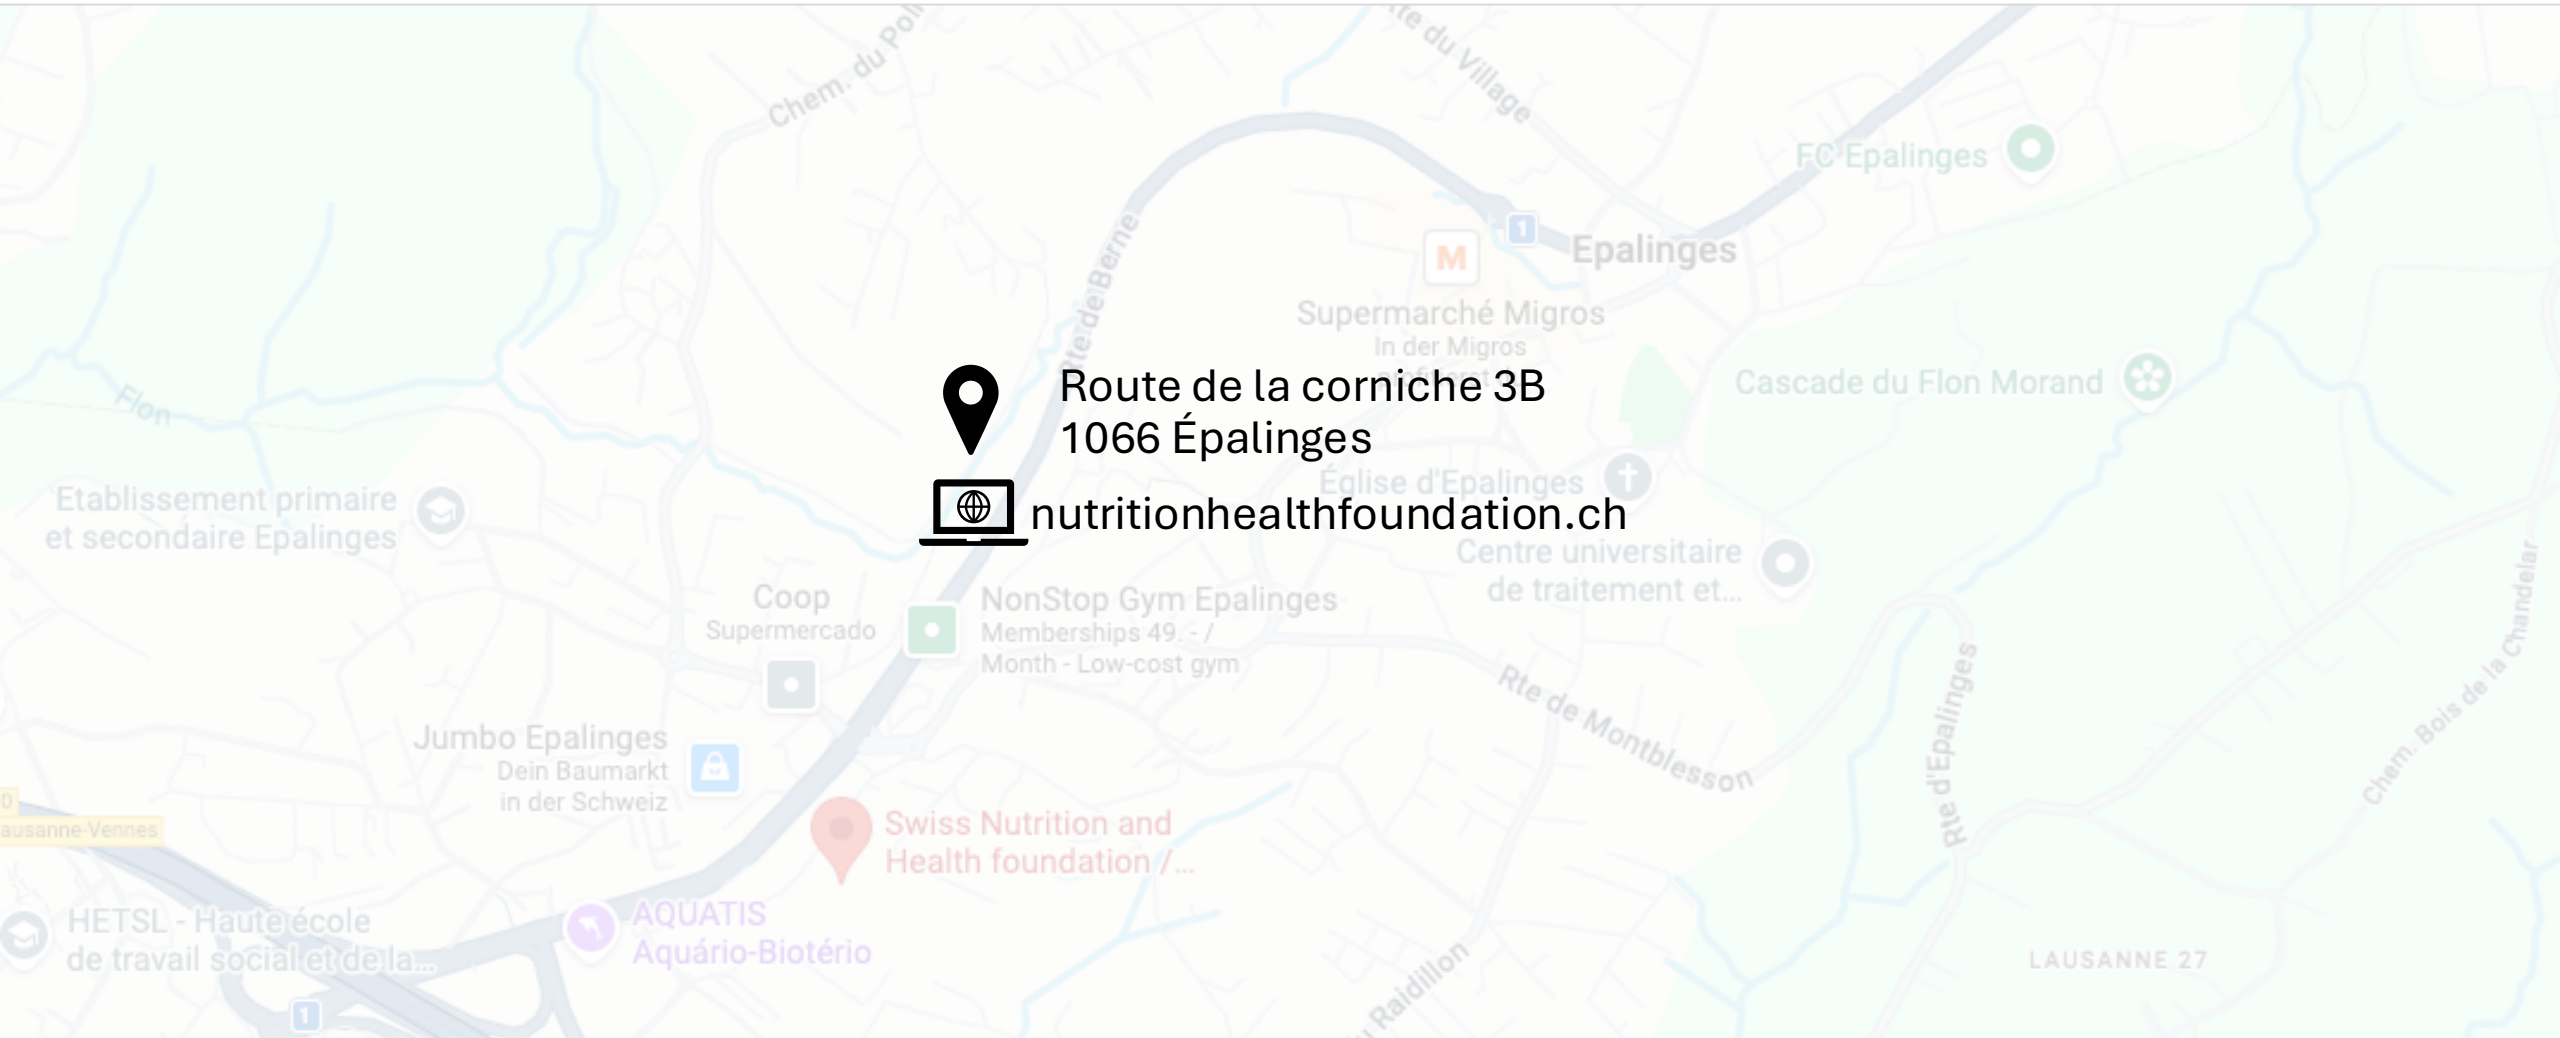 Chem. du
Rte du Village
FC Epalinges
1
Epalinges
M
Rte de Berne
Supermarché Migros
In der Migros
Route de la corniche 3B
1066 Épalinges
Cascade du Flon Morand
Flon
Église d'Epalinges
nutritionhealthfoundation.ch
Etablissement primaire
et secondaire Epalinges
Centre universitaire
de traitement et...
Coop
Supermercado
NonStop Gym Epalinges
Memberships 49. - /
Month - Low-cost gym
Rte de Montblesson
Rte d'Epalinges
Chem. Bois de la Chandelar
Jumbo Epalinges
Dein Baumarkt
in der Schweiz
0
ausanne-Vennes
Swiss Nutrition and
Health foundation /...
HETSL - Haute école
de travail social et de la...
AQUATIS
Aquário-Biotério
Raidillon
LAUSANNE 27
1